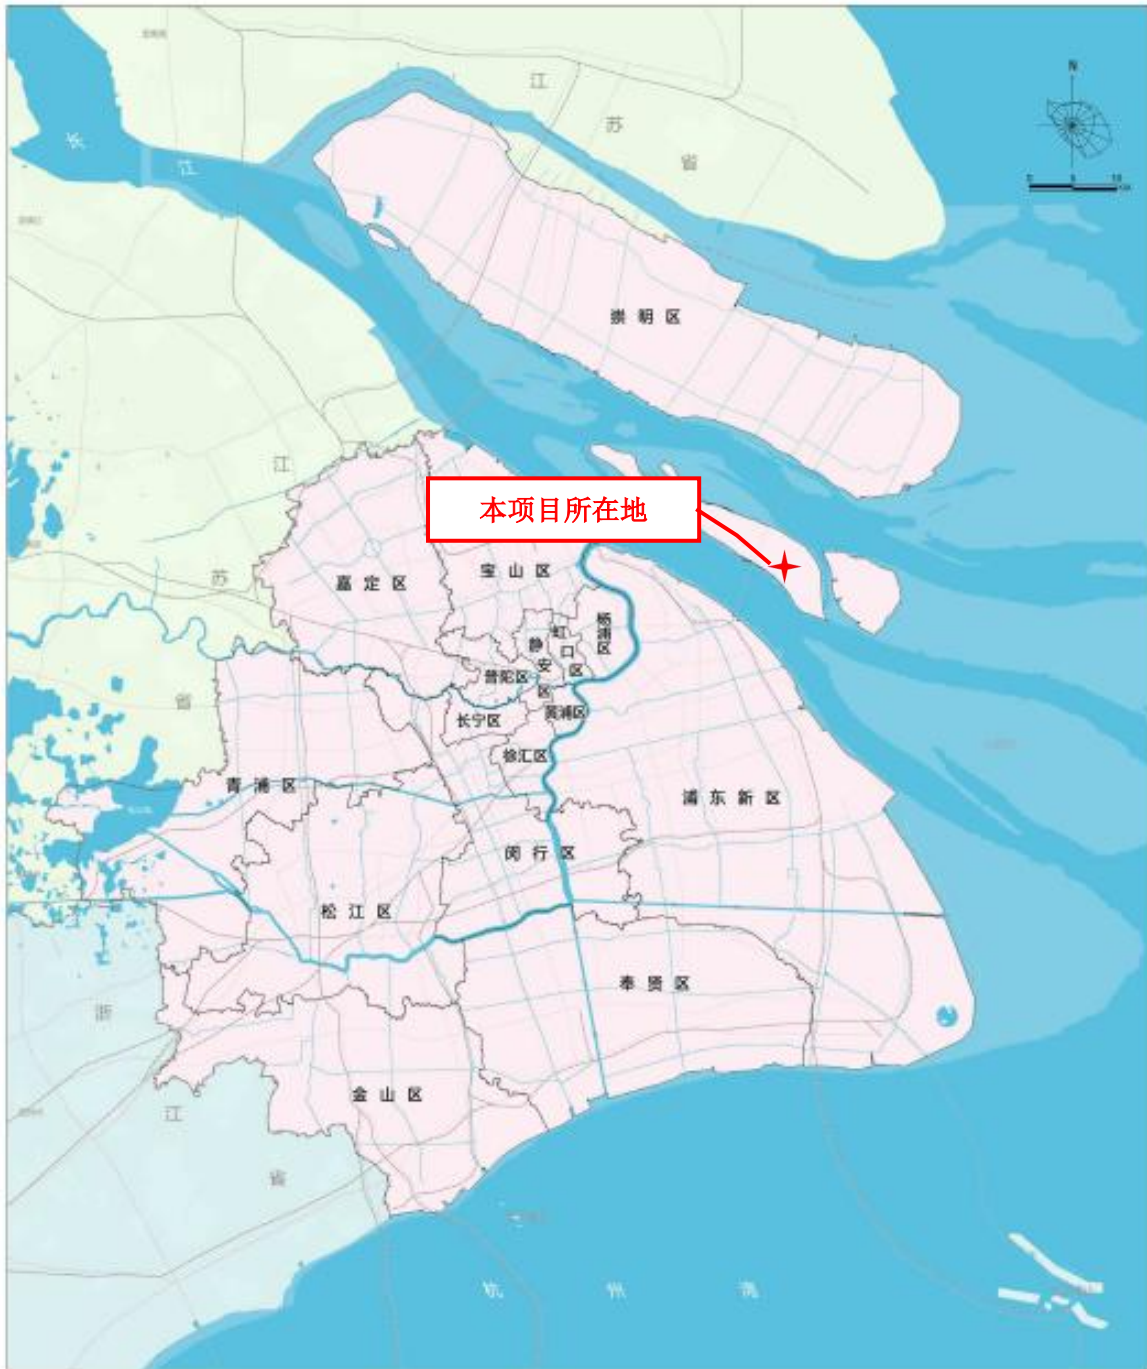 N
长
江
江
苏
省
0
5
10
崇明区
本项目所在地
江
苏
省
嘉定区
宝山区
杨浦区
虹口区
静安区
普陀区
长宁区
黄浦区
徐汇区
青浦区
浦东新区
闵行区
松江区
奉贤区
金山区
浙
江
省
杭
州
湾